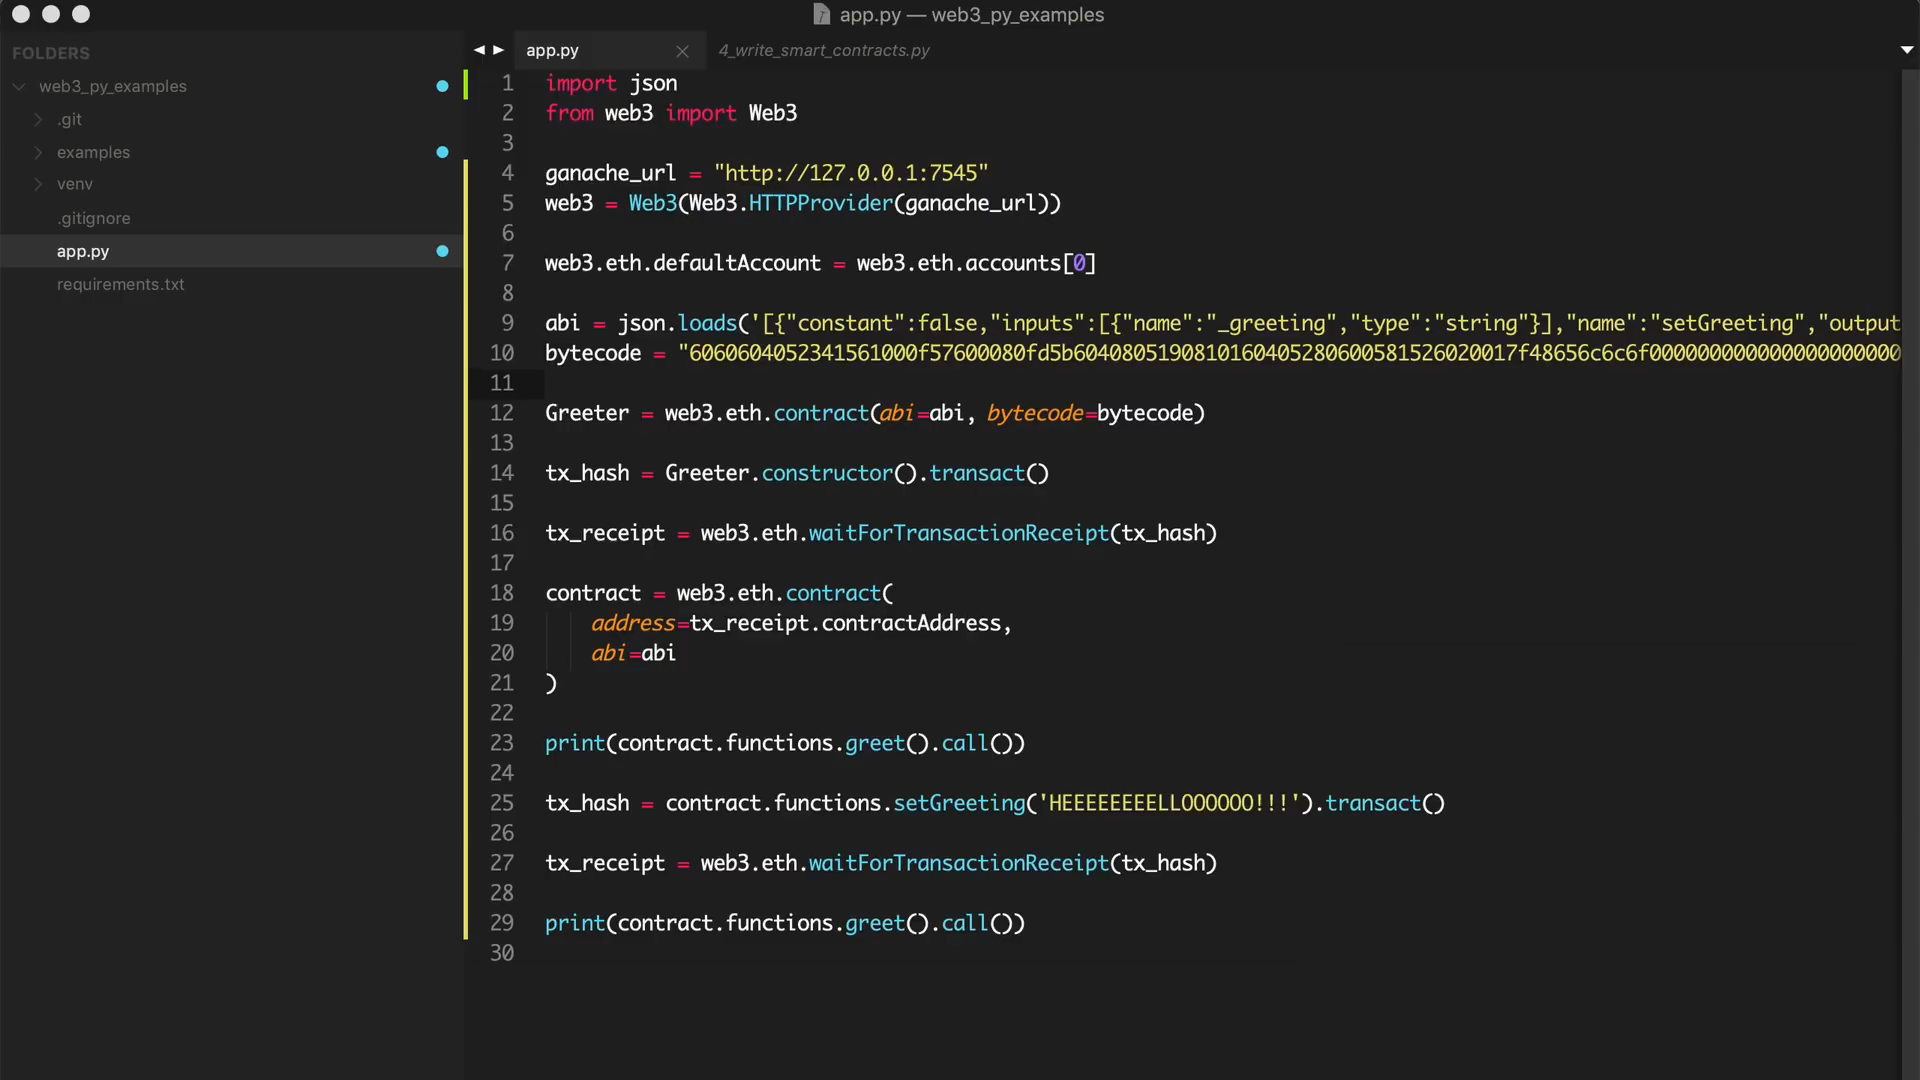 app.py — web3_py_examples
FOLDERS
web3_py_examples
.git
examples
venv
.gitignore
app.py
requirements.txt
app.py
4_write_smart_contracts.py
1 import json
2 from web3 import Web3
3
4 ganache_url = "http://127.0.0.1:7545"
5 web3 = Web3(Web3.HTTPProvider(ganache_url))
6
7 web3.eth.defaultAccount = web3.eth.accounts[0]
8
9 abi = json.loads('[{"constant":false,"inputs":[{"name":"_greeting","type":"string"}],"name":"setGreeting","output
10 bytecode = "6060604052341561000f57600080fd5b6040805190810160405280600581526020017f48656c6c6f000000000000000000000
11
12 Greeter = web3.eth.contract(abi=abi, bytecode=bytecode)
13
14 tx_hash = Greeter.constructor().transact()
15
16 tx_receipt = web3.eth.waitForTransactionReceipt(tx_hash)
17
18 contract = web3.eth.contract(
19 address=tx_receipt.contractAddress,
20 abi=abi
21 )
22
23 print(contract.functions.greet().call())
24
25 tx_hash = contract.functions.setGreeting('HEEEEEEEELLOOOOOO!!!').transact()
26
27 tx_receipt = web3.eth.waitForTransactionReceipt(tx_hash)
28
29 print(contract.functions.greet().call())
30